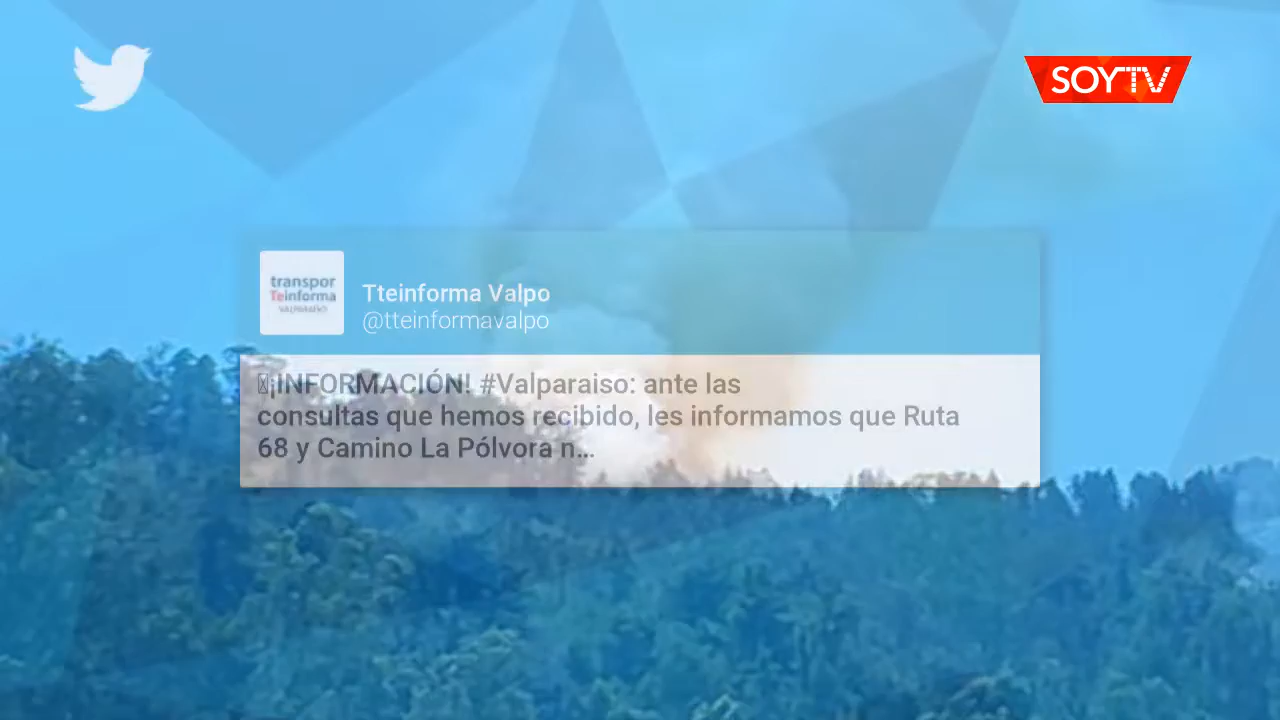 SOYTV
transpor
Teinforma
VALPARAÍSO
Tteinforma Valpo
@tteinformavalpo
¡INFORMACIÓN! #Valparaiso: ante las
consultas que hemos recibido, les informamos que Ruta
68 y Camino La Pólvora n...